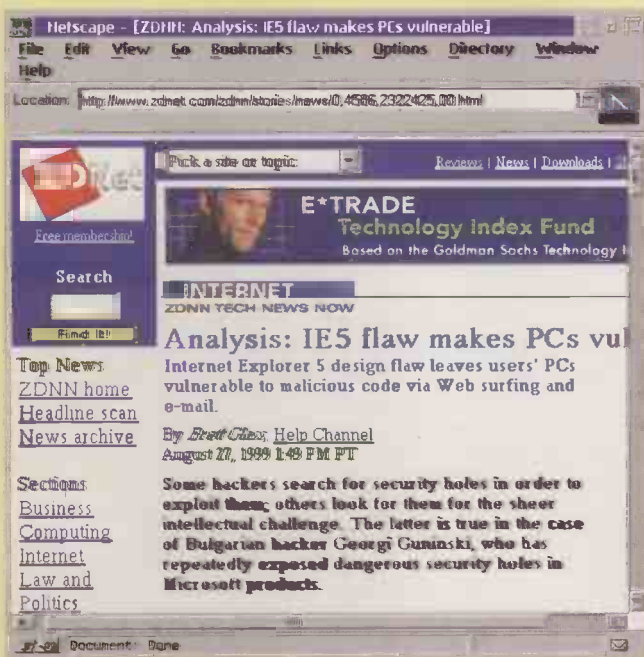 Netscape - [ZDNN: Analysis: IE5 flaw makes PCs vulnerable]
File Edit View Go Bookmarks Links Options Directory Window
Help
Location: http://www.zdnet.com/zdnn/stories/news/0,4586,2322425,00.html
ZDNet
Pick a site or topic:
Reviews | News | Downloads |
Free membership!
E*TRADE
Technology Index Fund
Based on the Goldman Sachs Technology I
Search
Find It!
INTERNET
ZDNN TECH NEWS NOW
Analysis: IE5 flaw makes PCs vul
Internet Explorer 5 design flaw leaves users' PCs
vulnerable to malicious code via Web surfing and
e-mail.
By Brett Glass, Help Channel
August 27, 1999 1:49 PM PT
Some hackers search for security holes in order to
exploit them; others look for them for the sheer
intellectual challenge. The latter is true in the case
of Bulgarian hacker Georgi Guninski, who has
repeatedly exposed dangerous security holes in
Microsoft products.
Top News
ZDNN home
Headline scan
News archive
Sections
Business
Computing
Internet
Law and
Politics
Document: Done